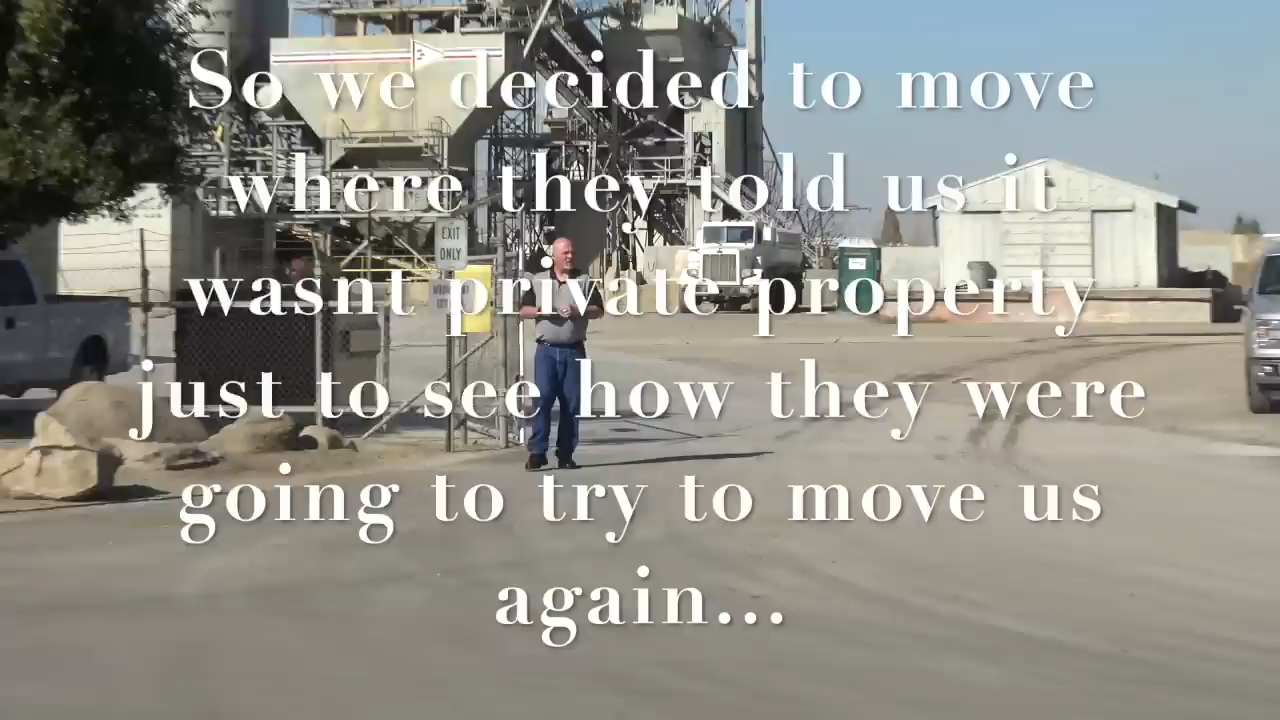 So we decided to move
where they told us it
wasnt private property
just to see how they were
going to try to move us
again...
EXIT
ONLY